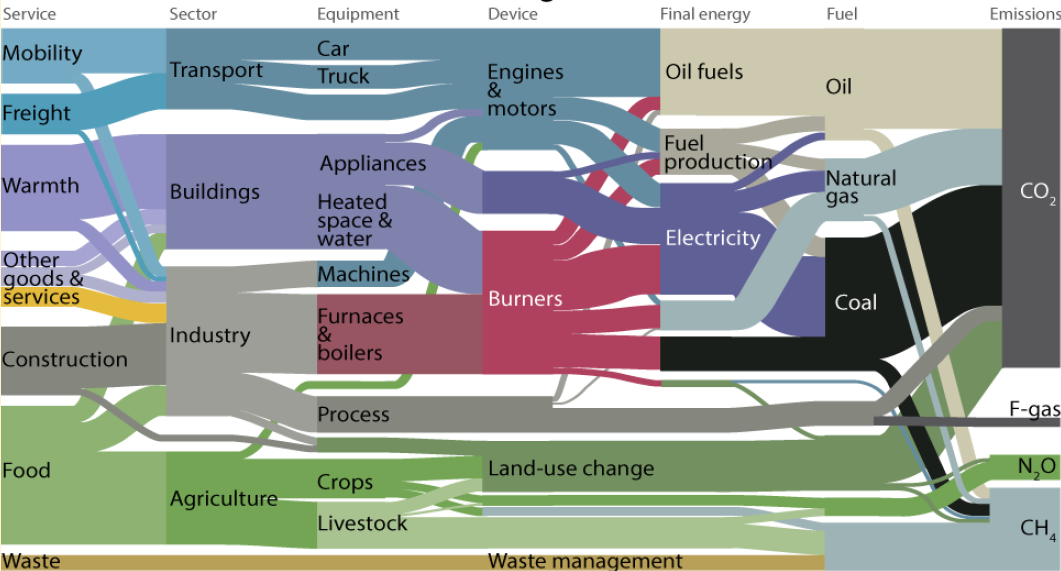 Service
Sector
Equipment
Device
Final energy
Fuel
Emissions
Mobility
Freight
Warmth
Other
goods &
services
Construction
Food
Waste
Transport
Buildings
Industry
Agriculture
Car
Truck
Appliances
Heated
space &
water
Machines
Furnaces
&
boilers
Process
Crops
Livestock
Engines
&
motors
Burners
Land-use change
Waste management
Oil fuels
Fuel
production
Electricity
Oil
Natural
gas
Coal
CO2
F-gas
N2O
CH4